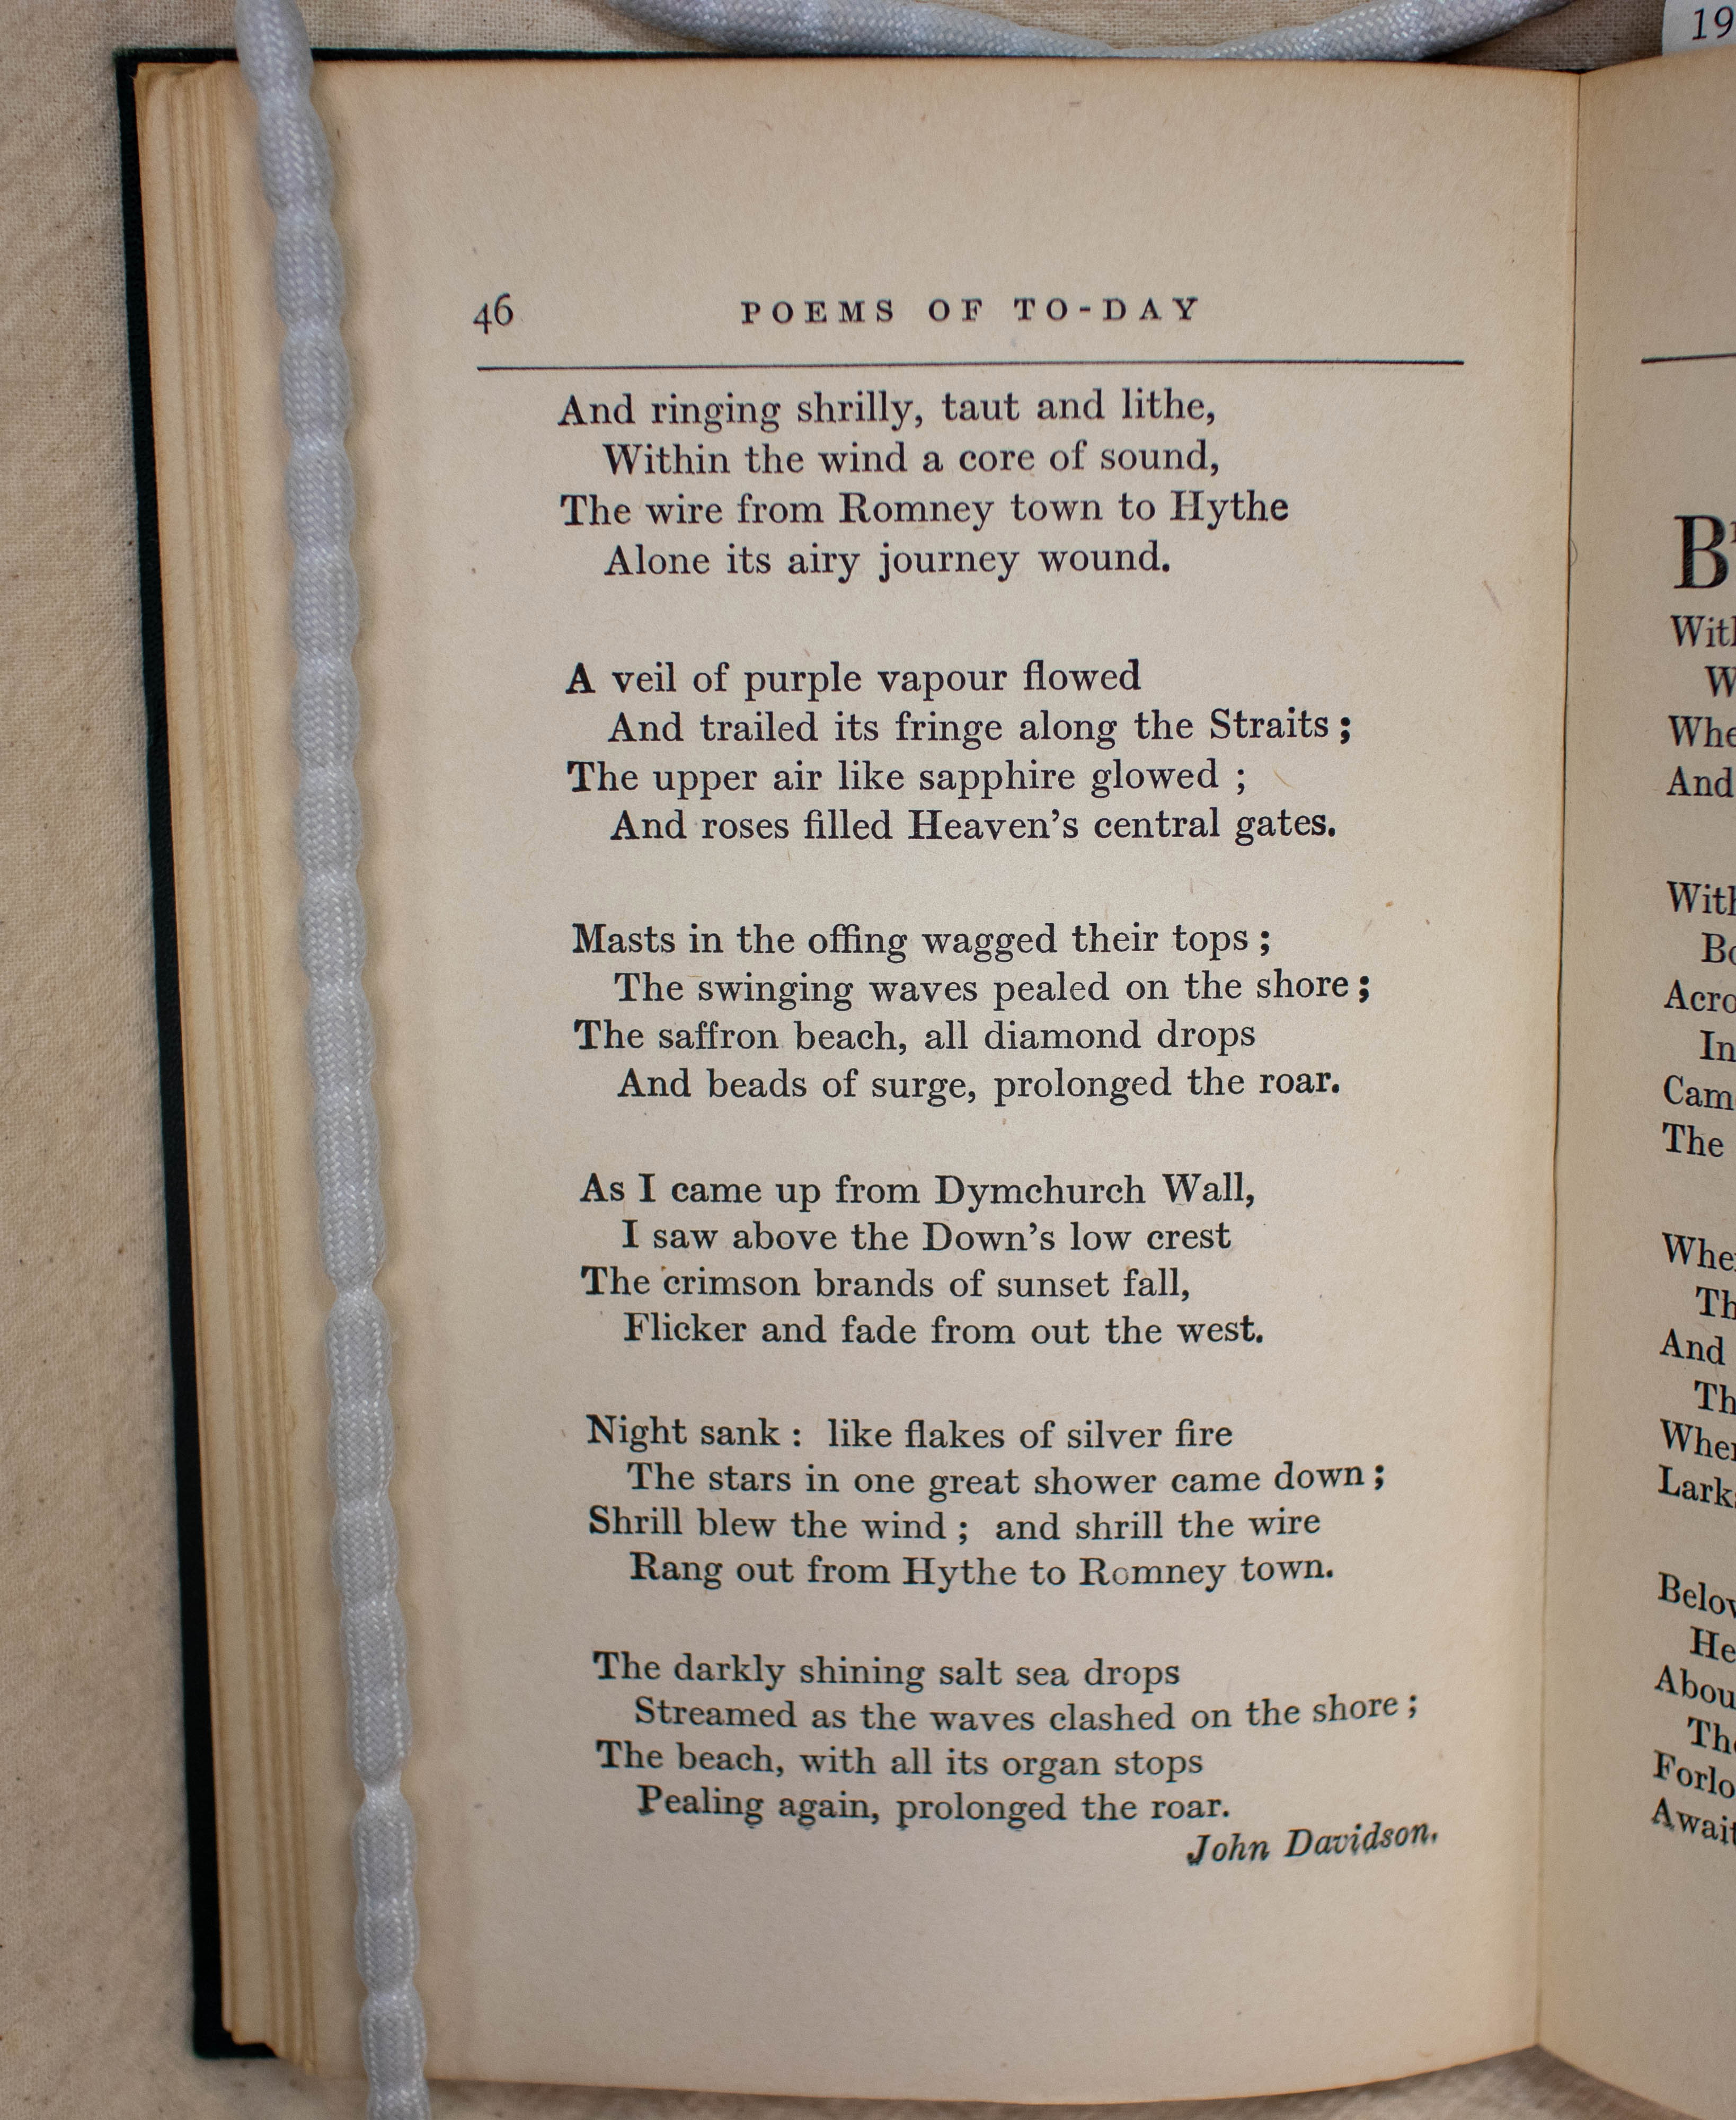 19
46 POEMS OF TO-DAY
And ringing shrilly, taut and lithe,
Within the wind a core of sound,
The wire from Romney town to Hythe
Alone its airy journey wound.
A veil of purple vapour flowed
And trailed its fringe along the Straits ;
The upper air like sapphire glowed ;
And roses filled Heaven's central gates.
Masts in the offing wagged their tops ;
The swinging waves pealed on the shore ;
The saffron beach, all diamond drops
And beads of surge, prolonged the roar.
As I came up from Dymchurch Wall,
I saw above the Down's low crest
The crimson brands of sunset fall,
Flicker and fade from out the west.
Night sank : like flakes of silver fire
The stars in one great shower came down ;
Shrill blew the wind ; and shrill the wire
Rang out from Hythe to Romney town.
The darkly shining salt sea drops
Streamed as the waves clashed on the shore ;
The beach, with all its organ stops
Pealing again, prolonged the roar.
John Davidson.
And
The
And